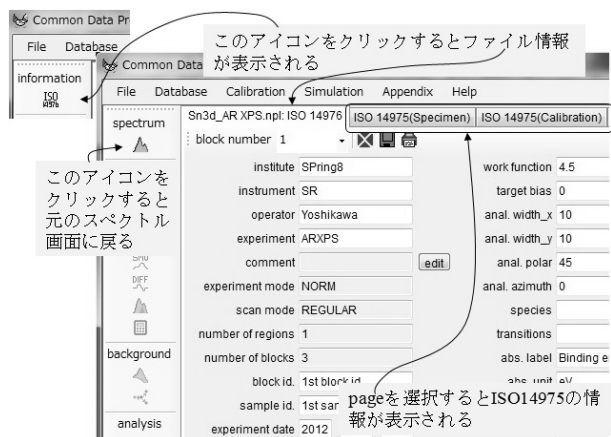 Common Data Pr
File Database
information
ISO
14976
このアイコンをクリックするとファイル情報
が表示される
Common Data
File Database Calibration Simulation Appendix Help
Sn3d_AR XPS.npl: ISO 14976
ISO 14975(Specimen)
ISO 14975(Calibration)
spectrum
block number 1
このアイコンを
クリックすると
元のスペクトル
画面に戻る
institute SPring8
work function 4.5
instrument SR
target bias 0
operator Yoshikawa
anal. width_x 10
experiment ARXPS
anal. width_y 10
comment
edit
anal. polar 45
experiment mode NORM
anal. azimuth 0
scan mode REGULAR
species
number of regions 1
transitions
number of blocks 3
abs. label Binding e
block id. 1st block id
abs. unit eV
sample id. 1st sar
experiment date 2012
SMO
DIFF
background
analysis
pageを選択するとISO14975の情
報が表示される